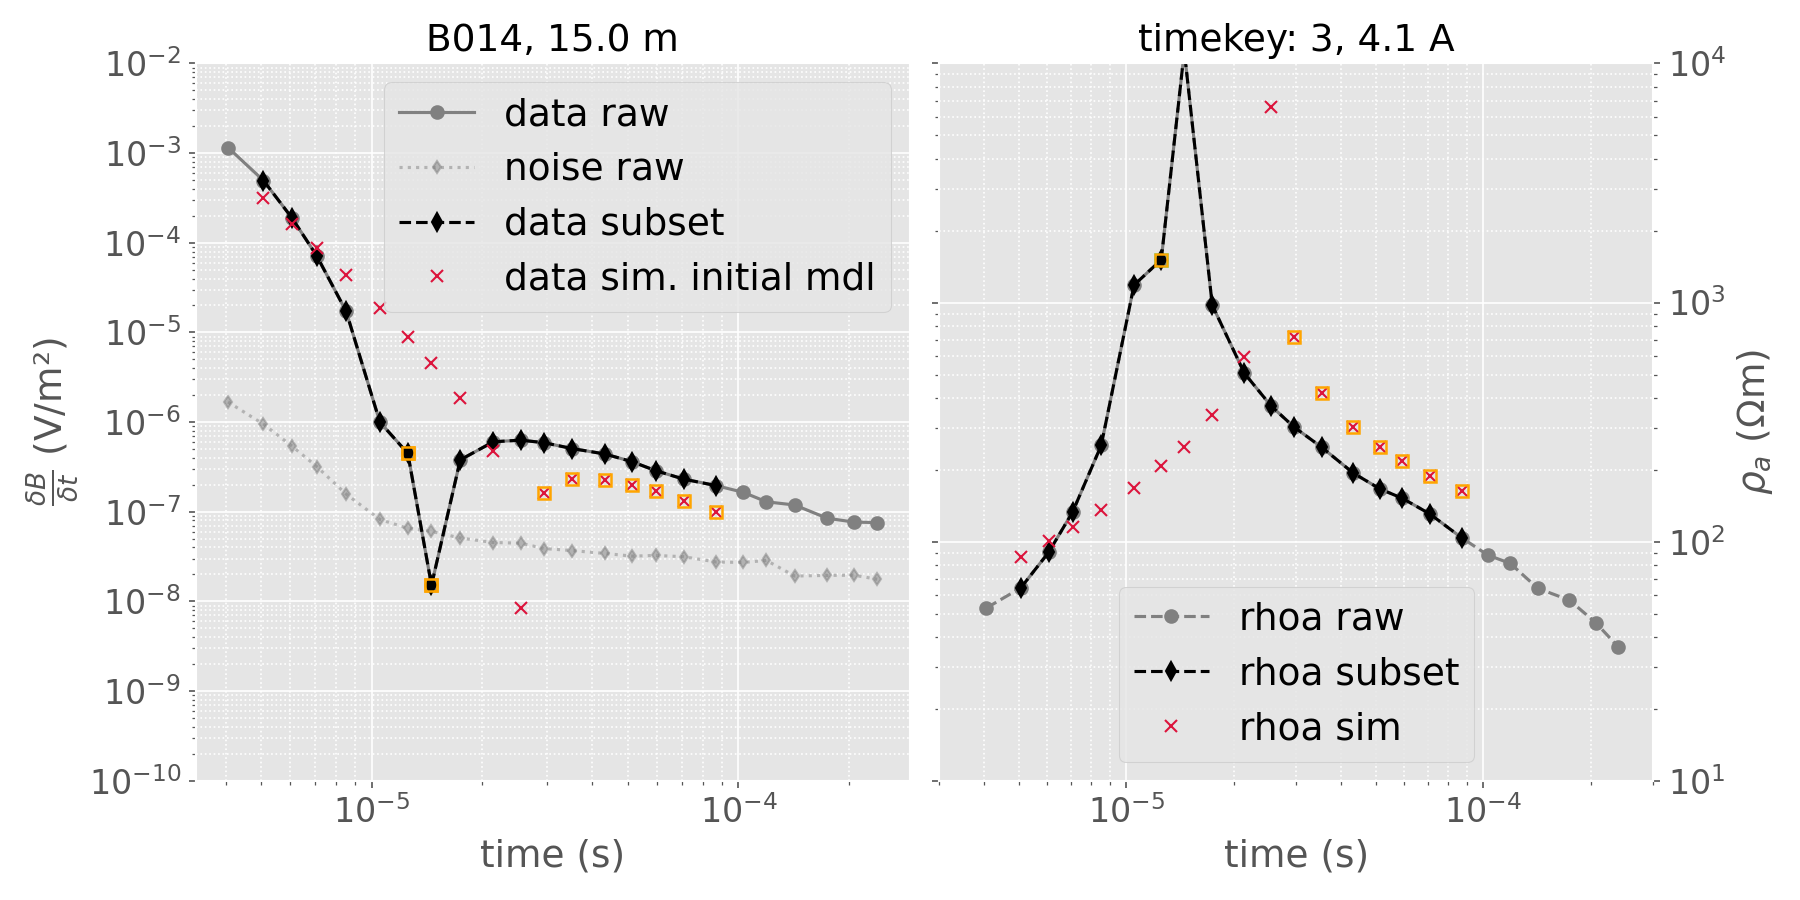 B014, 15.0 m
timekey: 3, 4.1 A
10⁻²
10⁻³
10⁻⁴
10⁻⁵
10⁻⁶
10⁻⁷
10⁻⁸
10⁻⁹
10⁻¹⁰
δB/δt (V/m²)
data raw
noise raw
data subset
data sim. initial mdl
10⁻⁵
10⁻⁴
time (s)
rhoa raw
rhoa subset
rhoa sim
10⁻⁵
10⁻⁴
time (s)
10⁴
10³
10²
10¹
ρₐ (Ωm)